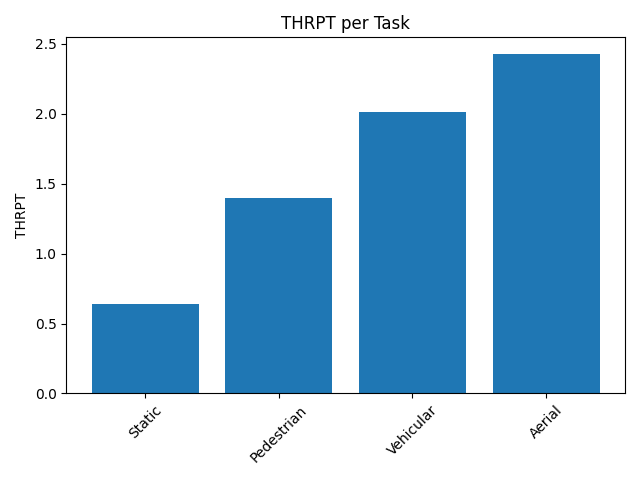 THRPT per Task
THRPT
2.5
2.0
1.5
1.0
0.5
0.0
Static
Pedestrian
Vehicular
Aerial